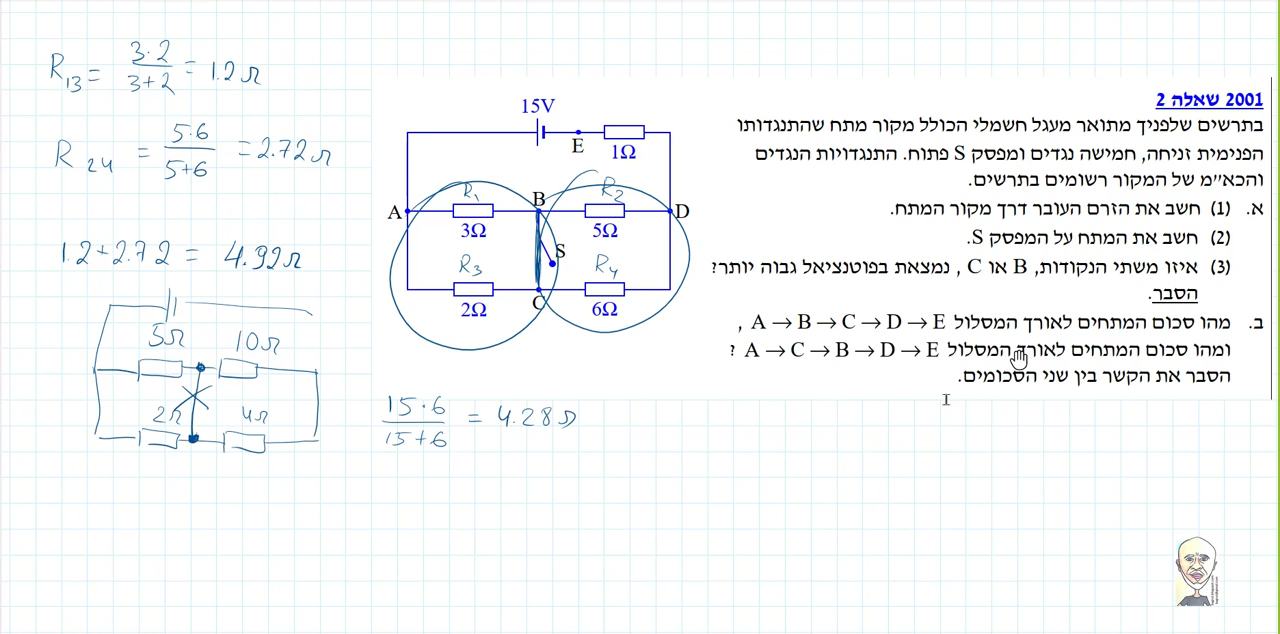 R13 = 3·2 / 3+2 = 1.2Ω
R24 = 5·6 / 5+6 = 2.72Ω
1.2+2.72 = 4.92Ω
5Ω 10Ω
2Ω 4Ω
15·6 / 15+6 = 4.28Ω
15V
E
1Ω
R1 B R2
A D
3Ω 5Ω
S
R3 R4
C
2Ω 6Ω
2001 שאלה 2
בתרשים שלפניך מתואר מעגל חשמלי הכולל מקור מתח שהתנגדותו
הפנימית זניחה, חמישה נגדים ומפסק S פתוח. התנגדויות הנגדים
והכא"מ של המקור רשומים בתרשים.
א. (1) חשב את הזרם העובר דרך מקור המתח.
(2) חשב את המתח על המפסק S.
(3) איזו משתי הנקודות, B או C , נמצאת בפוטנציאל גבוה יותר?
הסבר.
ב. מהו סכום המתחים לאורך המסלול A → B → C → D → E ,
ומהו סכום המתחים לאורך המסלול A → C → B → D → E ?
הסבר את הקשר בין שני הסכומים.